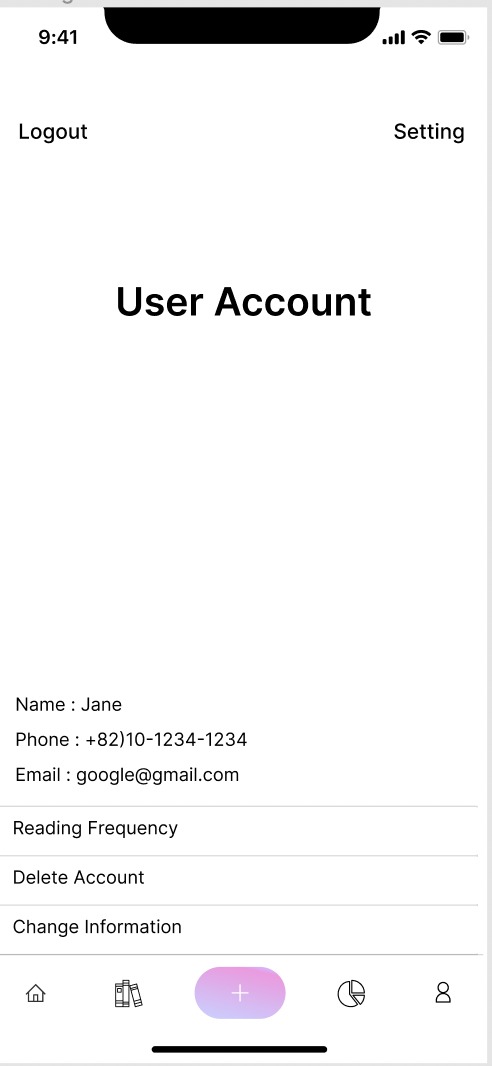 9:41
Logout
Setting
User Account
Name : Jane
Phone : +82)10-1234-1234
Email : google@gmail.com
Reading Frequency
Delete Account
Change Information